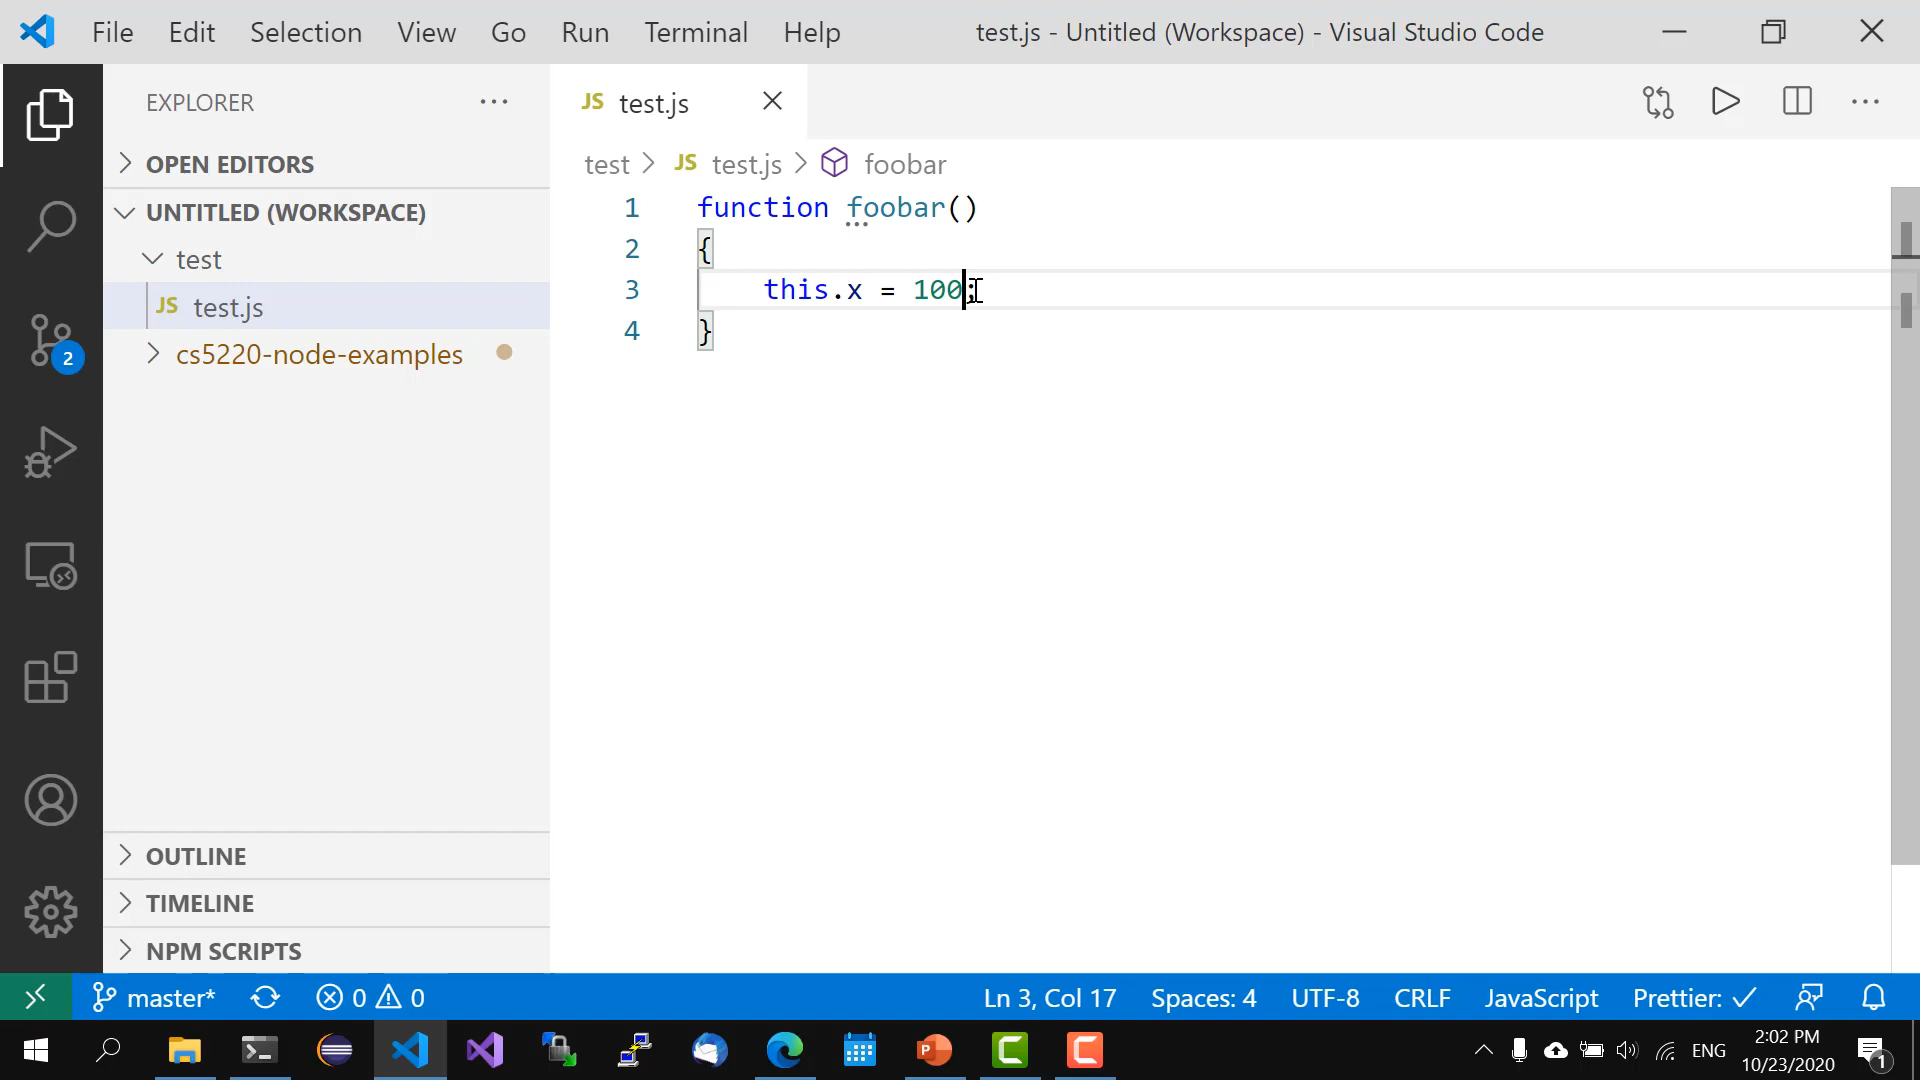 File Edit Selection View Go Run Terminal Help test.js - Untitled (Workspace) - Visual Studio Code
EXPLORER
OPEN EDITORS
UNTITLED (WORKSPACE)
test
JS test.js
cs5220-node-examples
OUTLINE
TIMELINE
NPM SCRIPTS
2
JS test.js
test > JS test.js > foobar
1 function foobar()
2 {
3 this.x = 100;
4 }
master* 0 0 Ln 3, Col 17 Spaces: 4 UTF-8 CRLF JavaScript Prettier: ✓
ENG 2:02 PM
10/23/2020
1